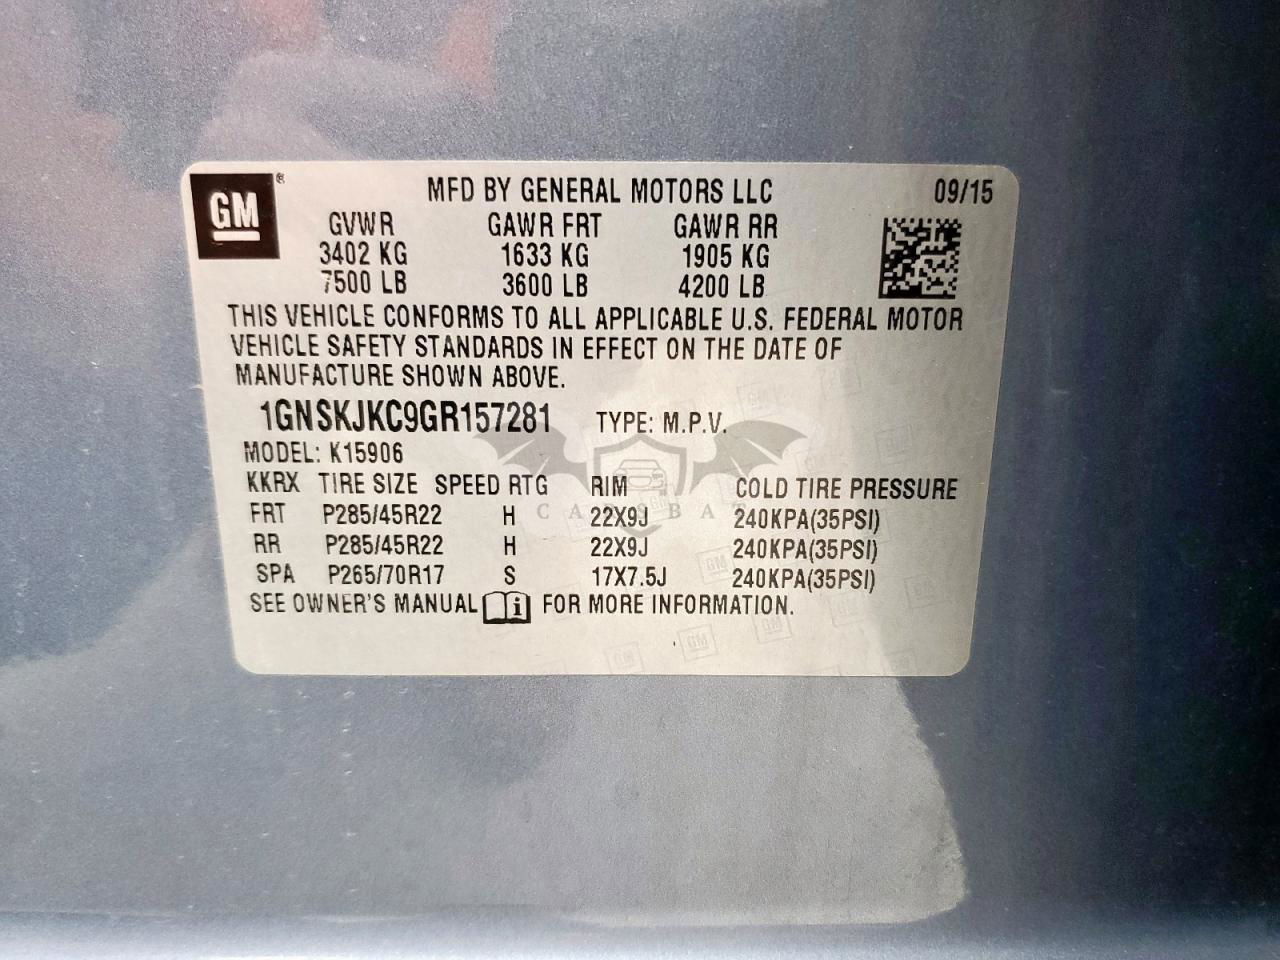 GM ® MFD BY GENERAL MOTORS LLC 09/15
GVWR GAWR FRT GAWR RR
3402 KG 1633 KG 1905 KG
7500 LB 3600 LB 4200 LB
THIS VEHICLE CONFORMS TO ALL APPLICABLE U.S. FEDERAL MOTOR
VEHICLE SAFETY STANDARDS IN EFFECT ON THE DATE OF
MANUFACTURE SHOWN ABOVE.
1GNSKJKC9GR157281 TYPE: M.P.V.
MODEL: K15906
KKRX TIRE SIZE SPEED RTG RIM COLD TIRE PRESSURE
FRT P285/45R22 H 22X9J 240KPA(35PSI)
RR P285/45R22 H 22X9J 240KPA(35PSI)
SPA P265/70R17 S 17X7.5J 240KPA(35PSI)
SEE OWNER'S MANUAL i FOR MORE INFORMATION.
GM GM GM